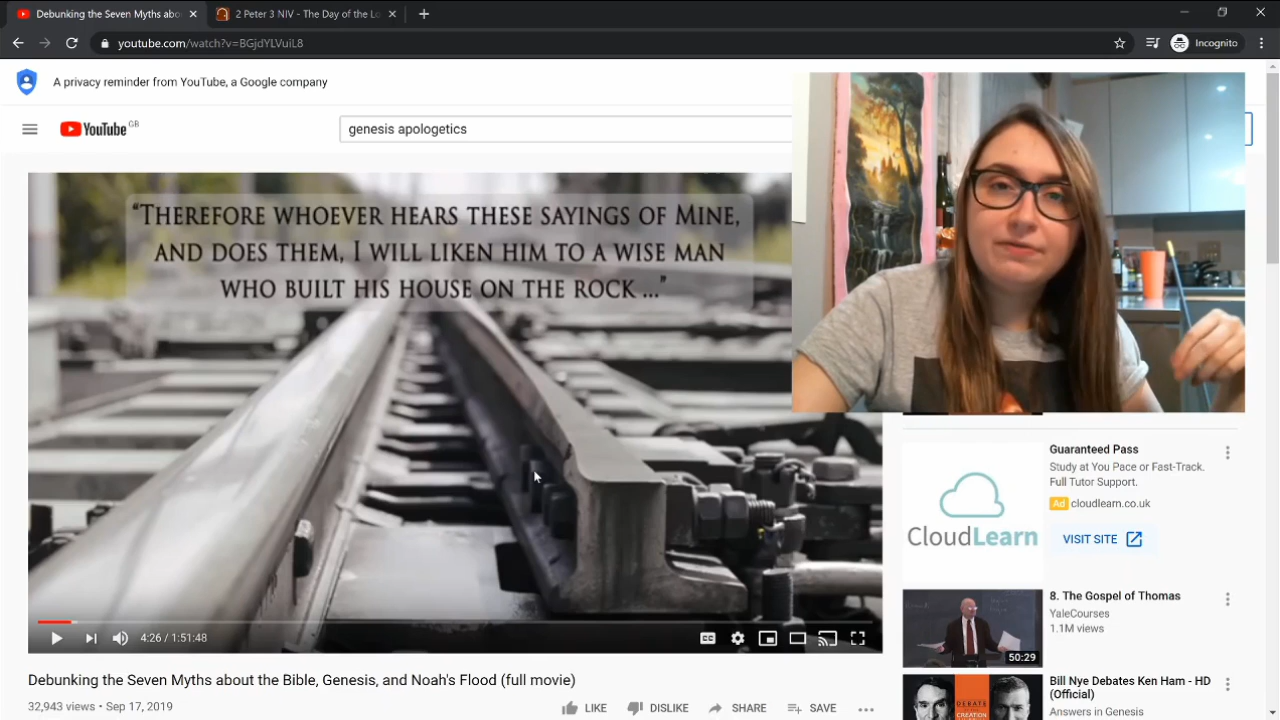 Debunking the Seven Myths abo
2 Peter 3 NIV - The Day of the Lo
youtube.com/watch?v=BGjdYLVuiL8
Incognito
A privacy reminder from YouTube, a Google company
YouTube GB
genesis apologetics
“THEREFORE WHOEVER HEARS THESE SAYINGS OF MINE,
AND DOES THEM, I WILL LIKEN HIM TO A WISE MAN
WHO BUILT HIS HOUSE ON THE ROCK ...”
4:26 / 1:51:48
CC
Debunking the Seven Myths about the Bible, Genesis, and Noah's Flood (full movie)
32,943 views • Sep 17, 2019
LIKE
DISLIKE
SHARE
SAVE
CloudLearn
Guaranteed Pass
Study at You Pace or Fast-Track.
Full Tutor Support.
Ad cloudlearn.co.uk
VISIT SITE
50:29
8. The Gospel of Thomas
YaleCourses
1.1M views
DEBATE
Bill Nye Debates Ken Ham - HD
(Official)
Answers in Genesis